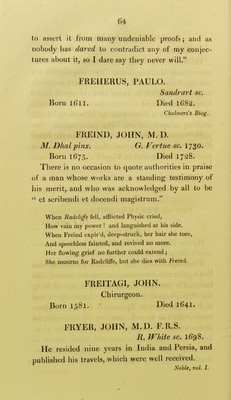 64
to assert it from many undeniable proofs; and as
nobody has dared to contradict any of my conjec-
tures about it, so I dare say they never will."
FREHERUS, PAULO.
Sandrart sc.
Born 1611. Died 1682.
Chalmers's Biog.
FREIND, JOHN, M. D.
M. Dhal pinx. G. Vertue sc. 1730.
Born 1675. Died 1728.
There is no occasion to quote authorities in praise
of a man whose works are a standing testimony of
his merit, and who was acknowledged by all to be
“ et scribendi et docendi magistrum.”
When Radcliffe fell, afflicted Physic cried,
How vain my power! and languished at his side.
When Freind expir'd, deep-struck, her hair she tore,
And speechless fainted, and revived no more.
Her flowing grief no farther could extend;
She mourns for Radcliffe, but she dies with Freind.
FREITAGI, JOHN.
Chirurgeon.
Born 1581. Died 1641.
FRYER, JOHN, M.D. F.R.S.
R. White sc. 1698.
He resided nine years in India and Persia, and
published his travels, which were well received.
Noble, vol. I.